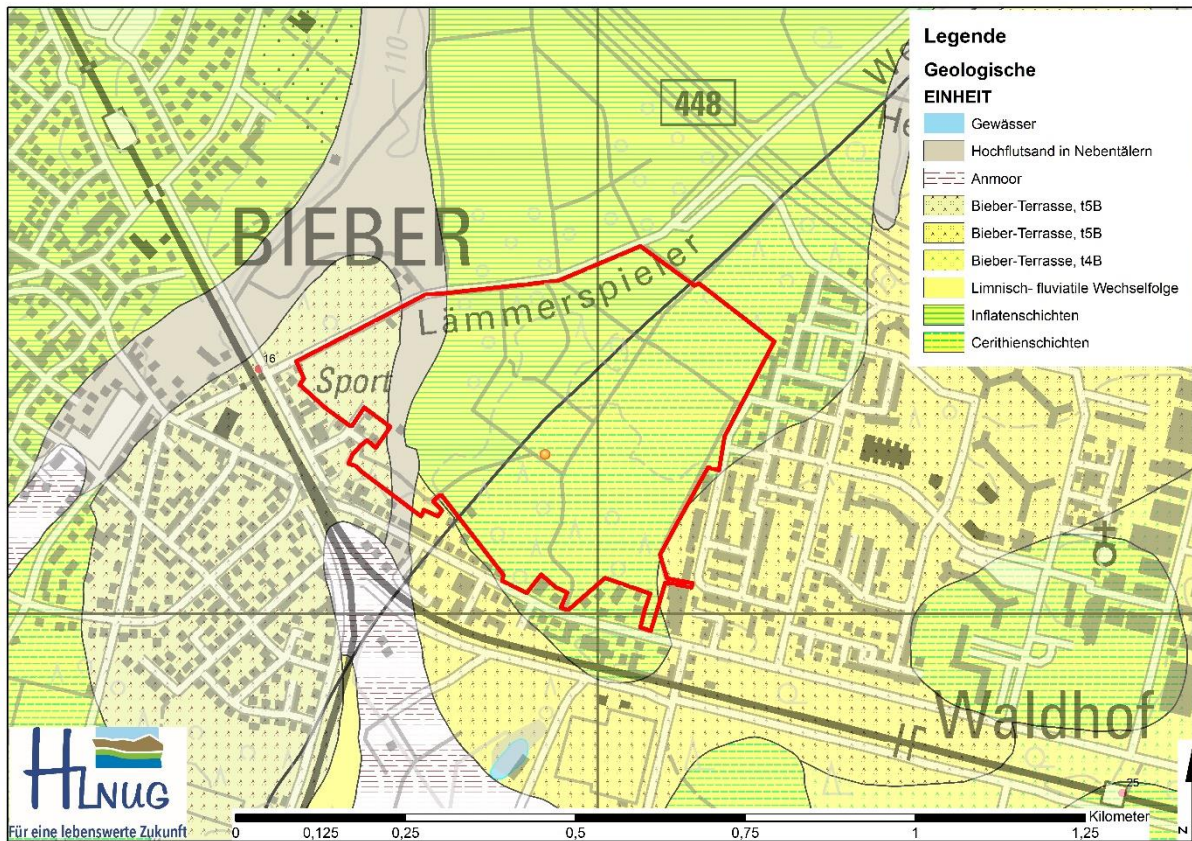 Legende
Geologische
EINHEIT
Gewässer
Hochflutsand in Nebentälern
Anmoor
Bieber-Terrasse, t5B
Bieber-Terrasse, t5B
Bieber-Terrasse, t4B
Limnisch- fluviatile Wechselfolge
Inflatenschichten
Cerithienschichten
110
448
We
He
BIEBER
Lämmerspieler
16
Sport
Waldhof
25
HLNUG
Für eine lebenswerte Zukunft
Kilometer
0 0,125 0,25 0,5 0,75 1 1,25
N